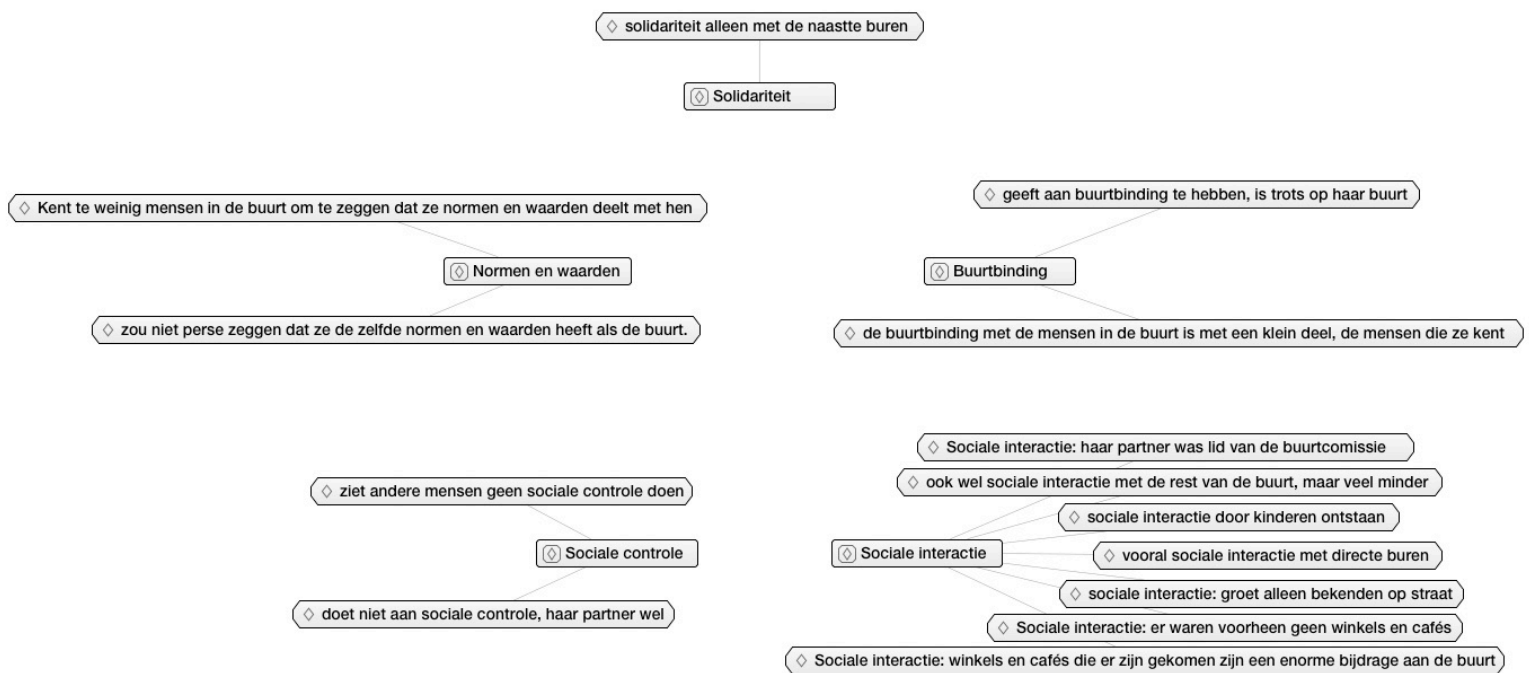 solidariteit alleen met de naastte buren
Solidariteit
Kent te weinig mensen in de buurt om te zeggen dat ze normen en waarden deelt met hen
Normen en waarden
zou niet perse zeggen dat ze de zelfde normen en waarden heeft als de buurt.
geeft aan buurtbinding te hebben, is trots op haar buurt
Buurtbinding
de buurtbinding met de mensen in de buurt is met een klein deel, de mensen die ze kent
ziet andere mensen geen sociale controle doen
Sociale controle
doet niet aan sociale controle, haar partner wel
Sociale interactie: haar partner was lid van de buurtcomissie
ook wel sociale interactie met de rest van de buurt, maar veel minder
sociale interactie door kinderen ontstaan
Sociale interactie
vooral sociale interactie met directe buren
sociale interactie: groet alleen bekenden op straat
Sociale interactie: er waren voorheen geen winkels en cafés
Sociale interactie: winkels en cafés die er zijn gekomen zijn een enorme bijdrage aan de buurt